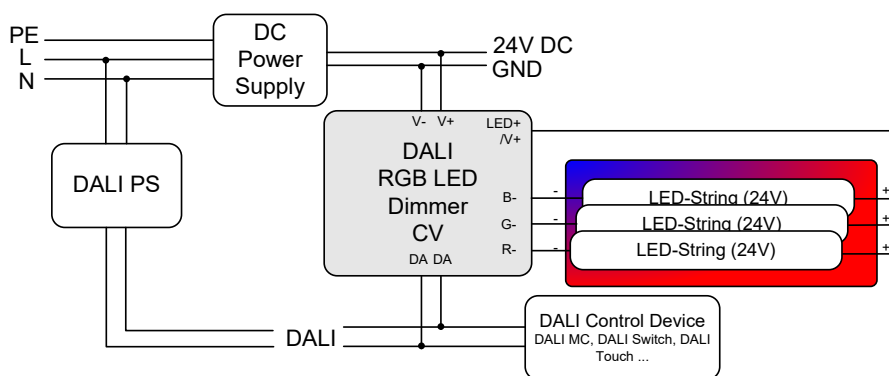 PE
L
N
DC
Power
Supply
24V DC
GND
V-
V+
LED+
/V+
DALI
RGB LED
Dimmer
CV
B-
G-
R-
DA DA
-
LED-String (24V)
+
-
LED-String (24V)
+
-
LED-String (24V)
+
DALI PS
DALI
DALI Control Device
DALI MC, DALI Switch, DALI
Touch ...